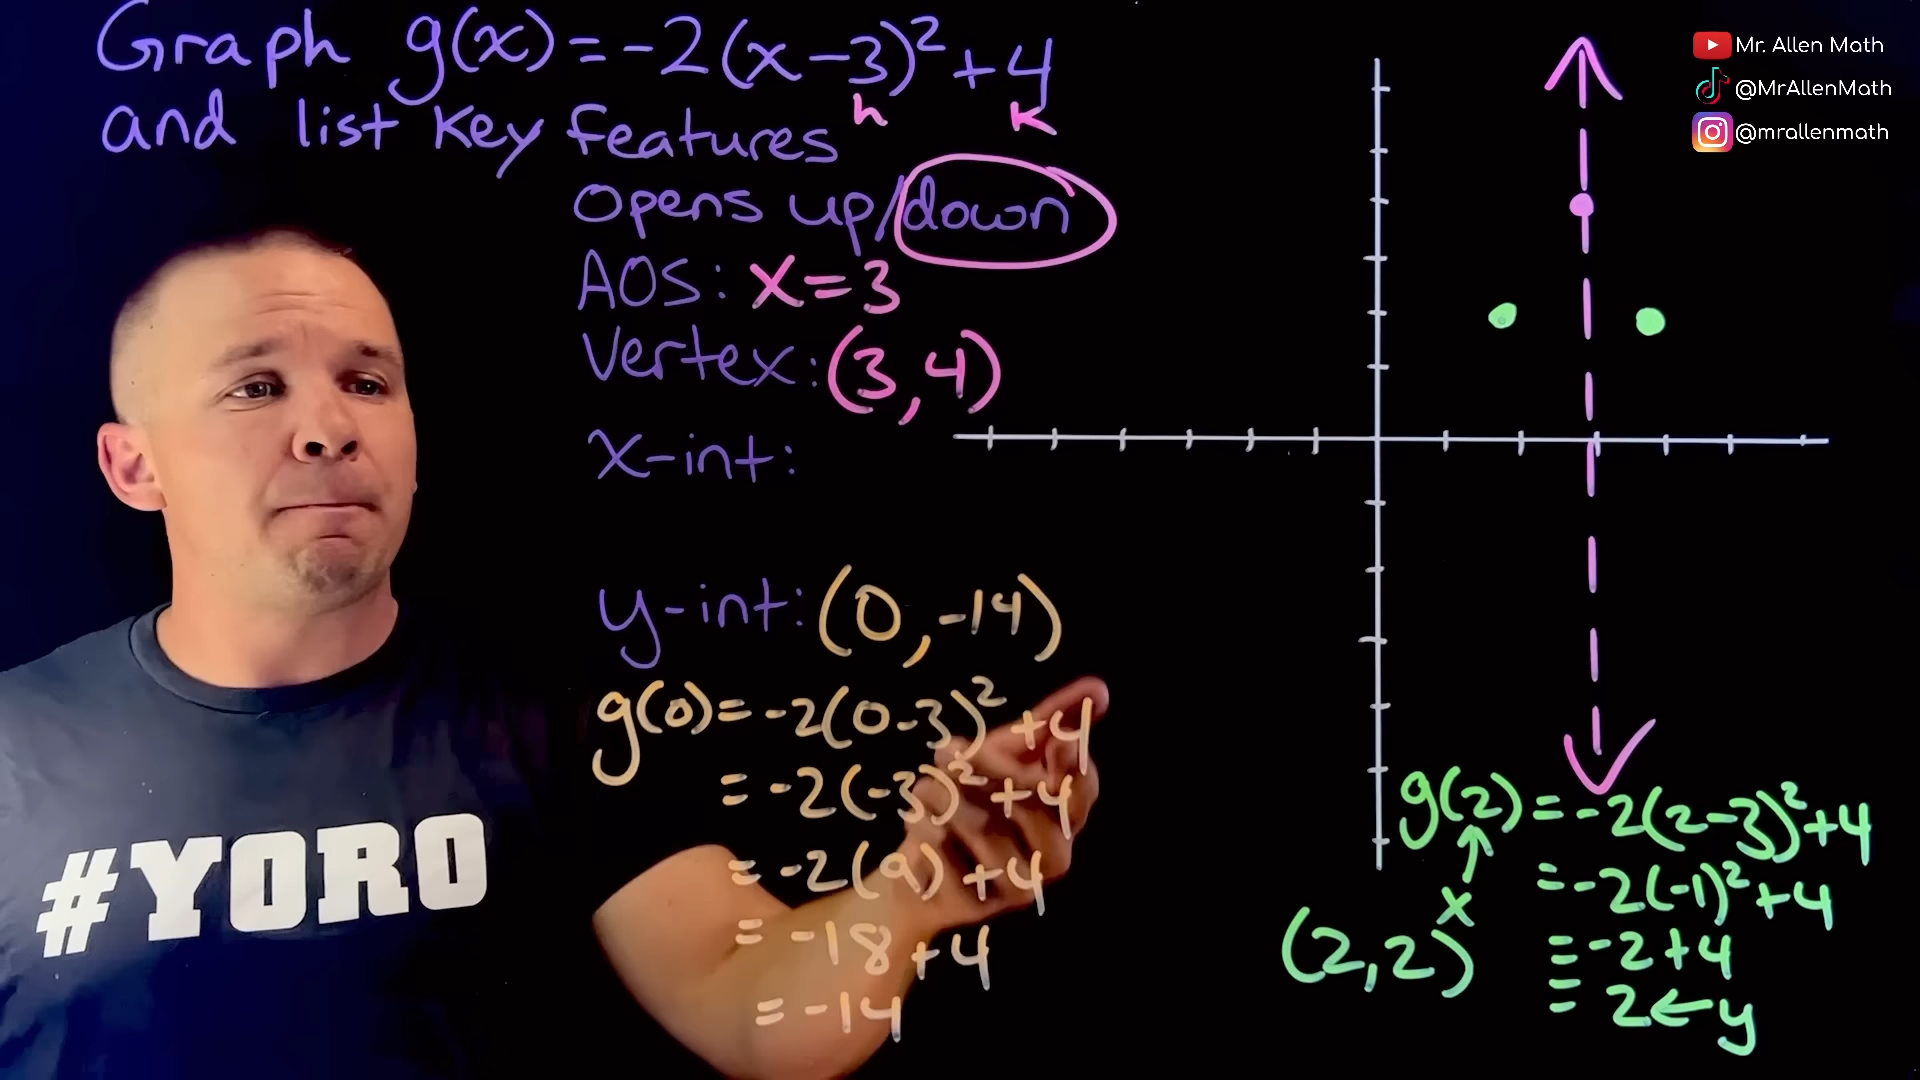 Graph g(x)=-2(x-3)²+4
h k
and list key features
Opens up/down
AOS: x=3
Vertex: (3,4)
x-int:
y-int: (0,-14)
g(0)=-2(0-3)²+4
=-2(-3)²+4
=-2(9)+4
=-18+4
=-14
#YORO
Mr. Allen Math
@MrAllenMath
@mrallenmath
g(2)=-2(2-3)²+4
=-2(-1)²+4
x
(2,2)
=-2+4
=2←y